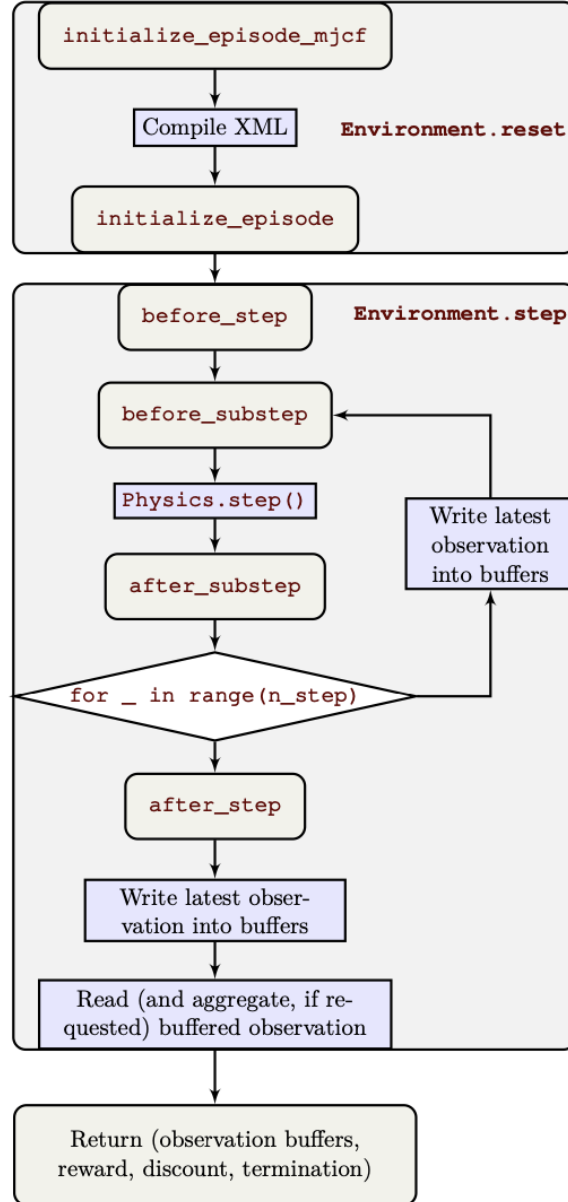 initialize_episode_mjcf
Compile XML
Environment.reset
initialize_episode
before_step
Environment.step
before_substep
Physics.step()
Write latest
observation
into buffers
after_substep
for _ in range(n_step)
after_step
Write latest obser-
vation into buffers
Read (and aggregate, if re-
quested) buffered observation
Return (observation buffers,
reward, discount, termination)